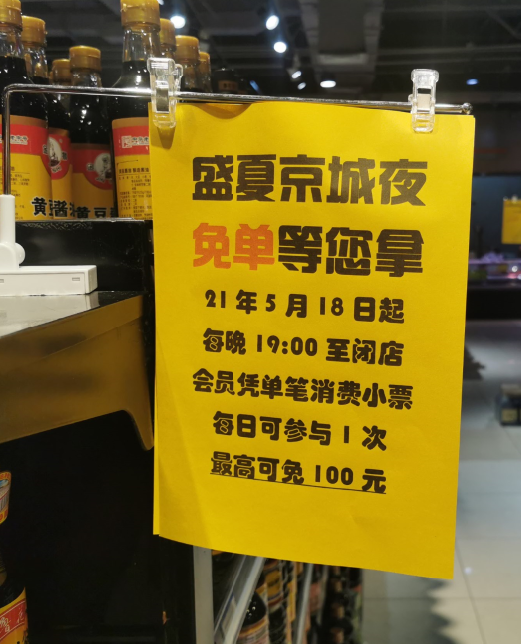 盛夏京城夜
免单等您拿
21年5月18日起
每晚19:00至闭店
会员凭单笔消费小票
每日可参与1次
最高可免100元